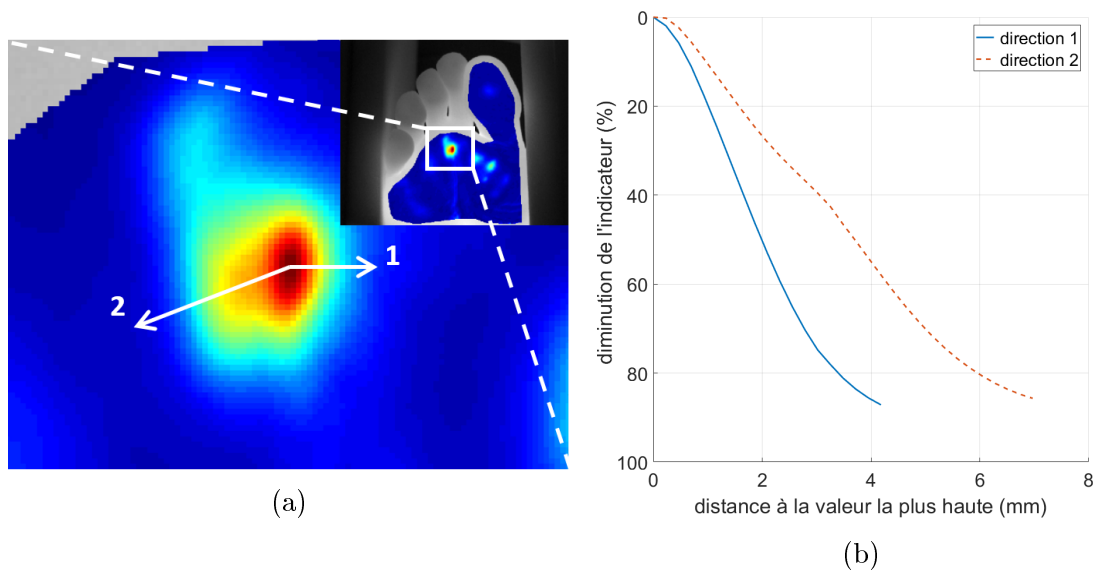 1
2
(a)
0
20
40
60
80
100
diminution de l'indicateur (%)
direction 1
direction 2
0 2 4 6 8
distance à la valeur la plus haute (mm)
(b)